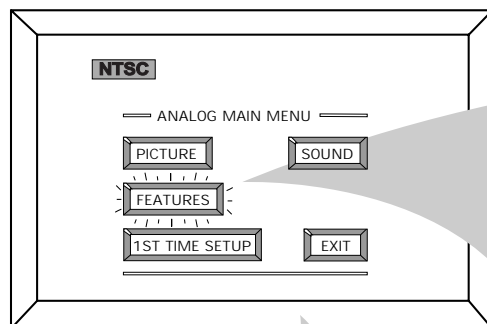 NTSC
ANALOG MAIN MENU
PICTURE SOUND
FEATURES
1ST TIME SETUP EXIT